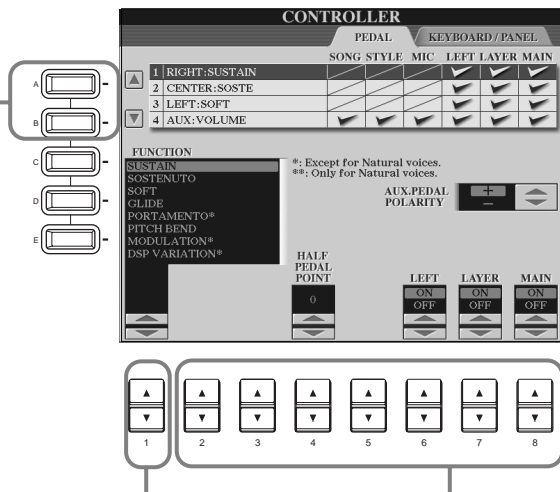 CONTROLLER
PEDAL KEYBOARD / PANEL
SONG STYLE MIC LEFT LAYER MAIN
1 RIGHT:SUSTAIN
2 CENTER:SOSTE
3 LEFT:SOFT
4 AUX:VOLUME
A
B
C
D
E
FUNCTION
SUSTAIN
SOSTENUTO
SOFT
GLIDE
PORTAMENTO*
PITCH BEND
MODULATION*
DSP VARIATION*
*: Except for Natural voices.
**: Only for Natural voices.
AUX.PEDAL
POLARITY
+
−
HALF
PEDAL
POINT
0
LEFT LAYER MAIN
ON ON ON
OFF OFF OFF
1 2 3 4 5 6 7 8